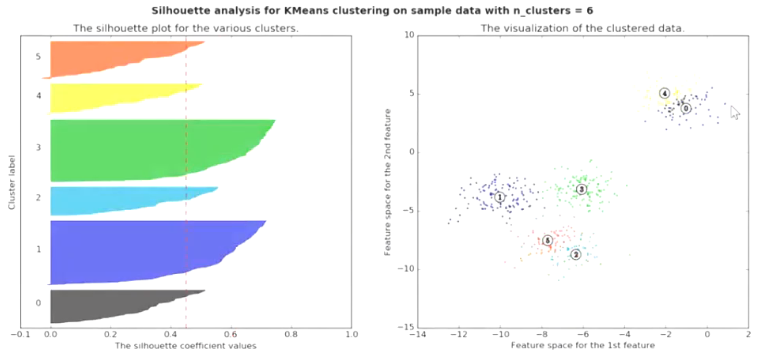 Silhouette analysis for KMeans clustering on sample data with n_clusters = 6
The silhouette plot for the various clusters.
Cluster label
5
4
3
2
1
0
−0.1 0.0 0.2 0.4 0.6 0.8 1.0
The silhouette coefficient values
The visualization of the clustered data.
Feature space for the 2nd feature
10
5
0
−5
−10
−15
4
0
1
3
5
2
−14 −12 −10 −8 −6 −4 −2 0 2
Feature space for the 1st feature